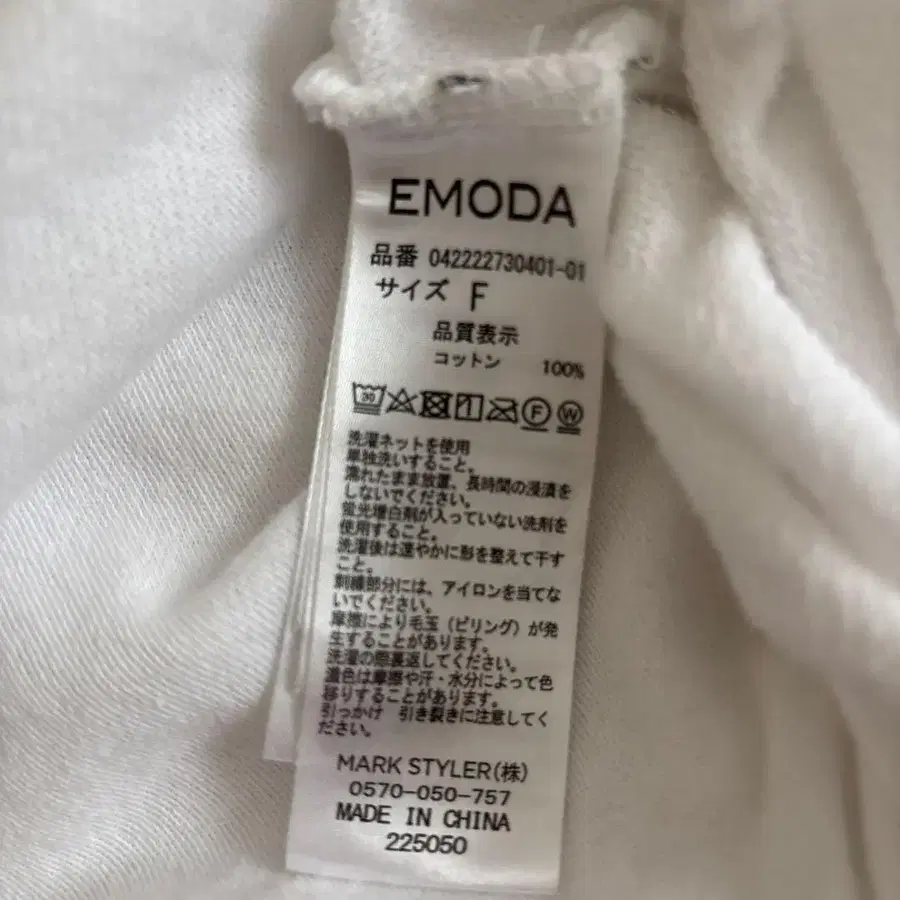 EMODA
品番 042222730401-01
サイズ F
品質表示
コットン 100%
30 F W
洗濯ネットを使用
単独洗いすること。
濡れたまま放置、長時間の浸漬を
しないでください。
蛍光増白剤が入っていない洗剤を
使用すること。
洗濯後は速やかに形を整えて干す
こと。
刺繍部分には、アイロンを当てな
いでください。
摩擦により毛玉（ピリング）が発
生することがあります。
洗濯の際裏返してください。
濃色は摩擦や汗・水分によって色
移りすることがあります。
引っかけ 引き裂きに注意してく
ださい。
MARK STYLER(株)
0570-050-757
MADE IN CHINA
225050